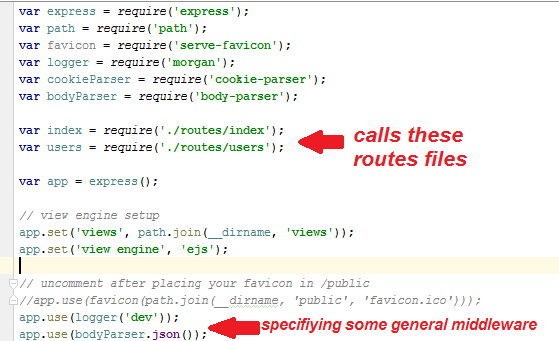 var express = require('express');
var path = require('path');
var favicon = require('serve-favicon');
var logger = require('morgan');
var cookieParser = require('cookie-parser');
var bodyParser = require('body-parser');
var index = require('./routes/index');
var users = require('./routes/users');
calls these
routes files
var app = express();
// view engine setup
app.set('views', path.join(__dirname, 'views'));
app.set('view engine', 'ejs');
// uncomment after placing your favicon in /public
//app.use(favicon(path.join(__dirname, 'public', 'favicon.ico')));
app.use(logger('dev'));
app.use(bodyParser.json());
specifiying some general middleware